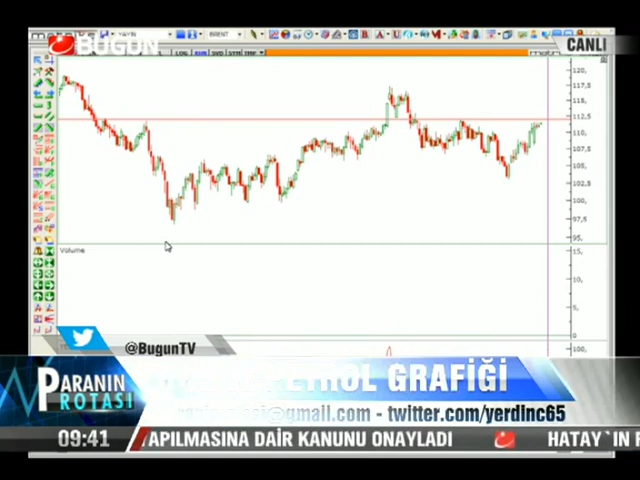 BRENT
BUGÜN
CANLI
120,
117,5
115,
112,5
110,
107,5
105,
102,5
100,
97,5
95,
Volume
15,
10,
5,
0,
100,
@BugunTV
PETROL GRAFİĞİ
PARANIN
ROTASI
@gmail.com - twitter.com/yerdinc65
09:41
YAPILMASINA DAİR KANUNU ONAYLADI
HATAY`IN